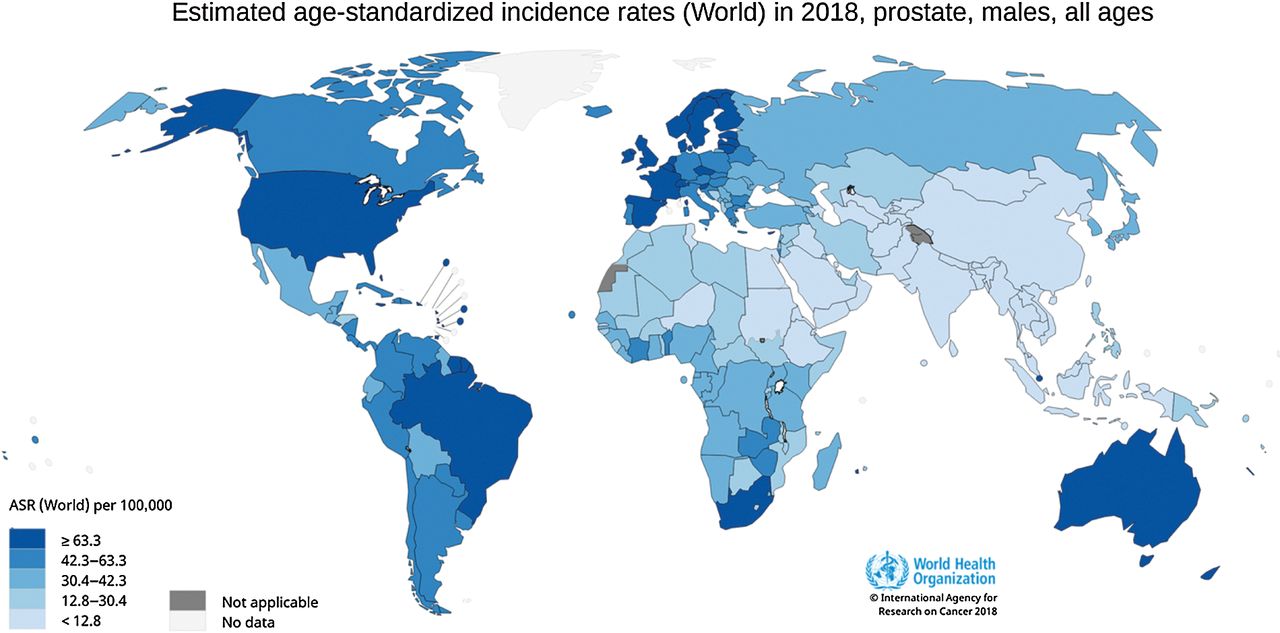 Estimated age-standardized incidence rates (World) in 2018, prostate, males, all ages
ASR (World) per 100,000
≥ 63.3
42.3–63.3
30.4–42.3
12.8–30.4
< 12.8
Not applicable
No data
World Health
Organization
© International Agency for
Research on Cancer 2018